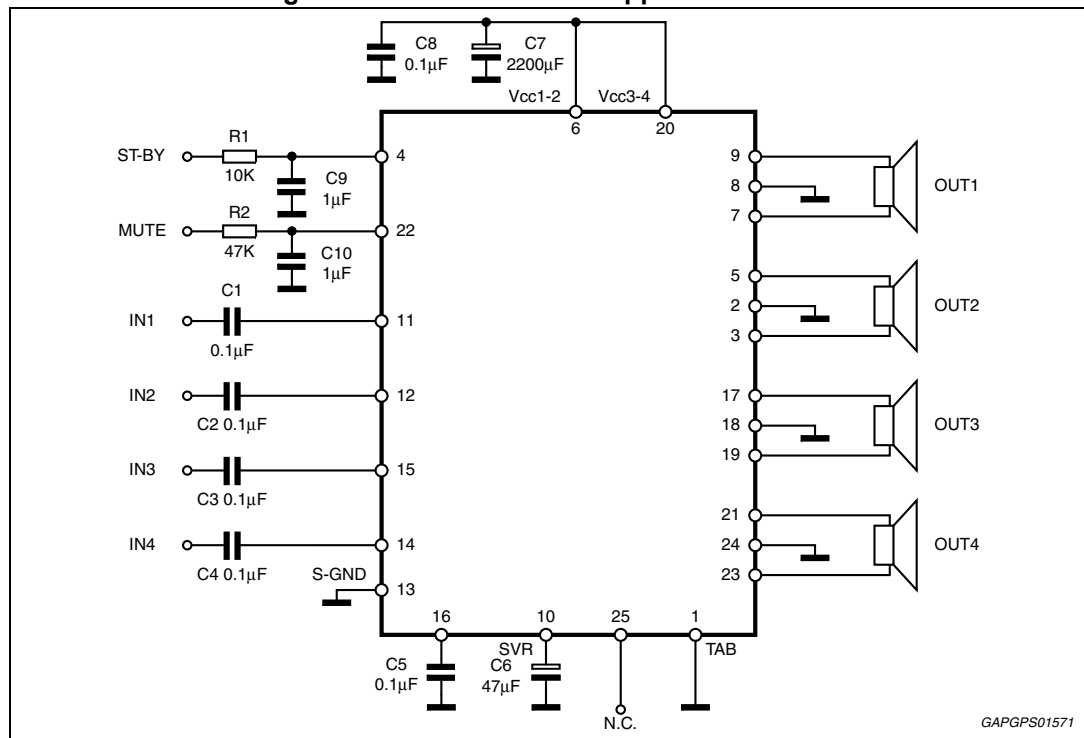 C8
0.1μF
C7
2200μF
Vcc1-2
Vcc3-4
6
20
ST-BY
R1
10K
4
C9
1μF
MUTE
R2
47K
22
C10
1μF
IN1
C1
0.1μF
11
IN2
C2 0.1μF
12
IN3
C3 0.1μF
15
IN4
C4 0.1μF
14
S-GND
13
9
8
7
OUT1
5
2
3
OUT2
17
18
19
OUT3
21
24
23
OUT4
16
10
25
1
SVR
TAB
C5
0.1μF
C6
47μF
N.C.
GAPGPS01571